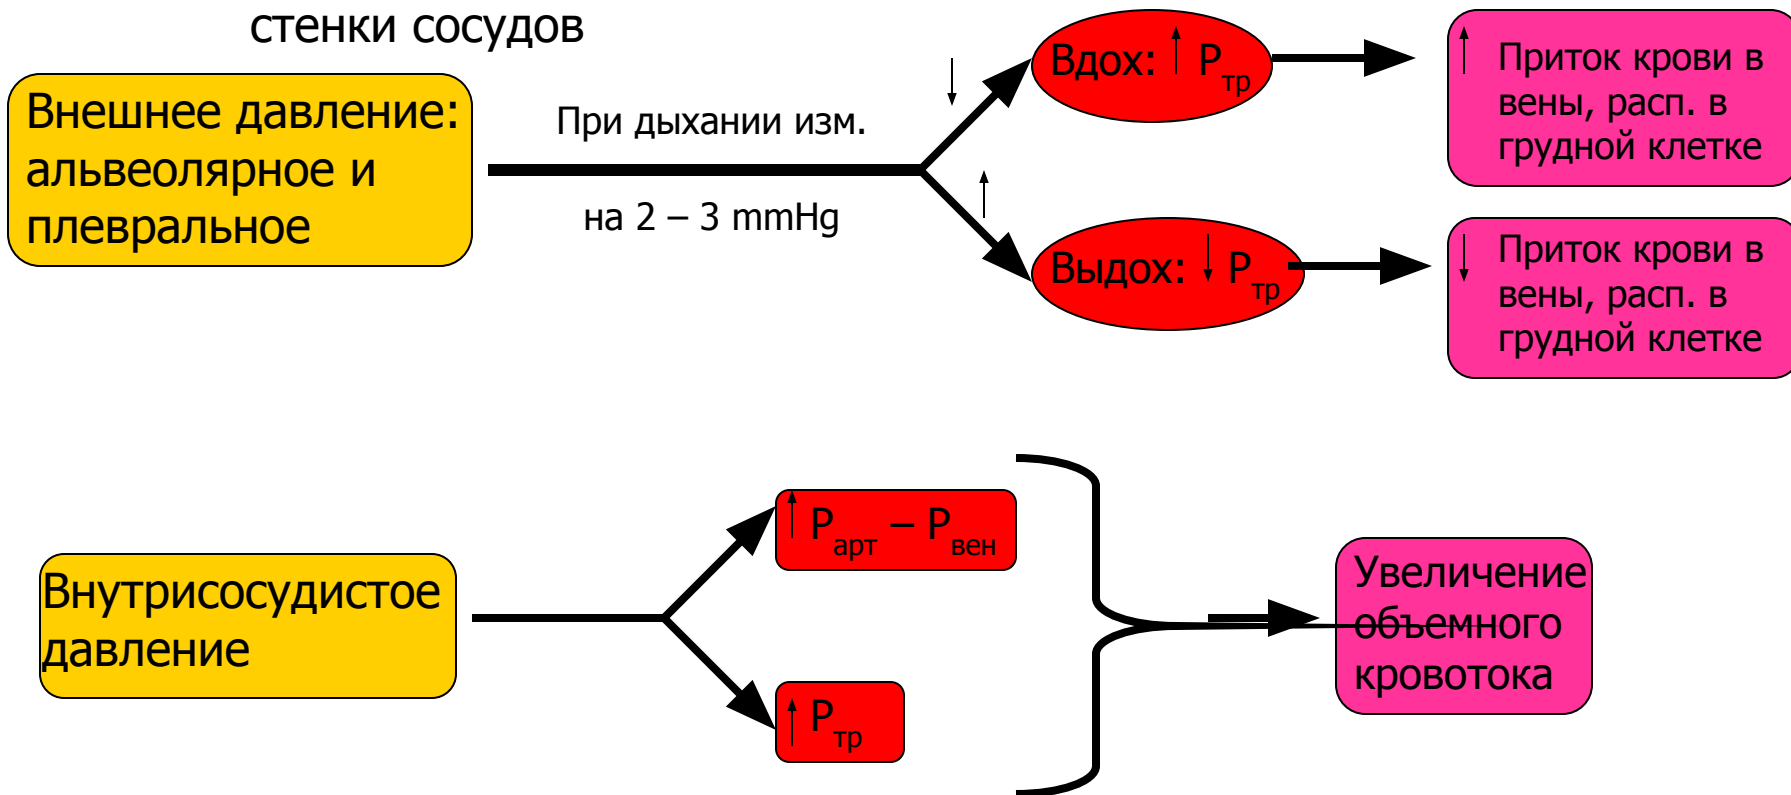 стенки сосудов
Внешнее давление:
альвеолярное и
плевральное
При дыхании изм.
на 2 – 3 mmHg
Вдох: ↑ Pтр
Выдох: ↓ Pтр
↑ Приток крови в
вены, расп. в
грудной клетке
↓ Приток крови в
вены, расп. в
грудной клетке
Внутрисосудистое
давление
↑ Pарт – Pвен
↑ Pтр
Увеличение
объемного
кровотока